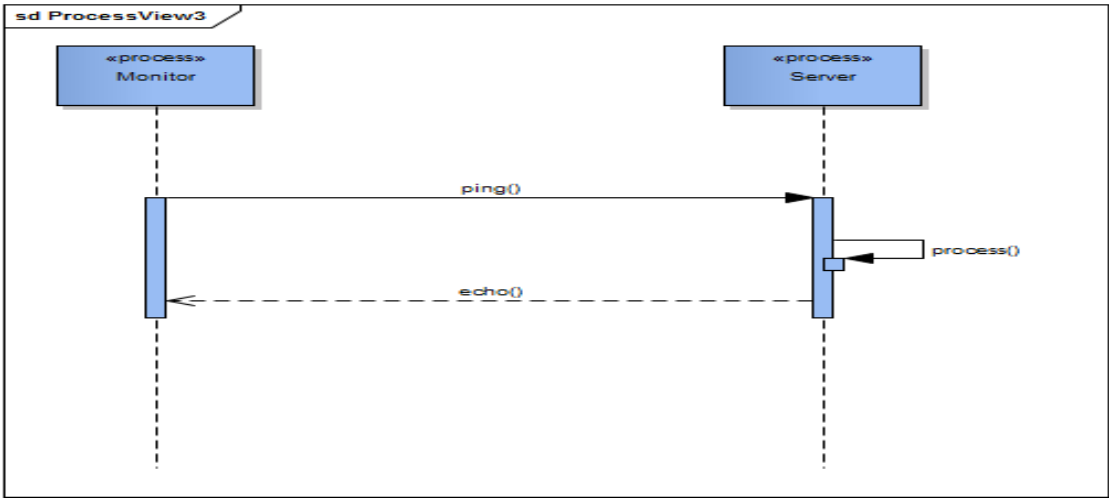 sd ProcessView3
«process»
Monitor
«process»
Server
ping()
process()
echo()